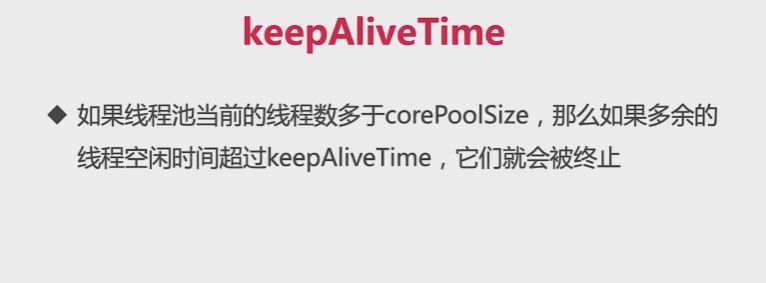 keepAliveTime
◆ 如果线程池当前的线程数多于corePoolSize，那么如果多余的
线程空闲时间超过keepAliveTime，它们就会被终止